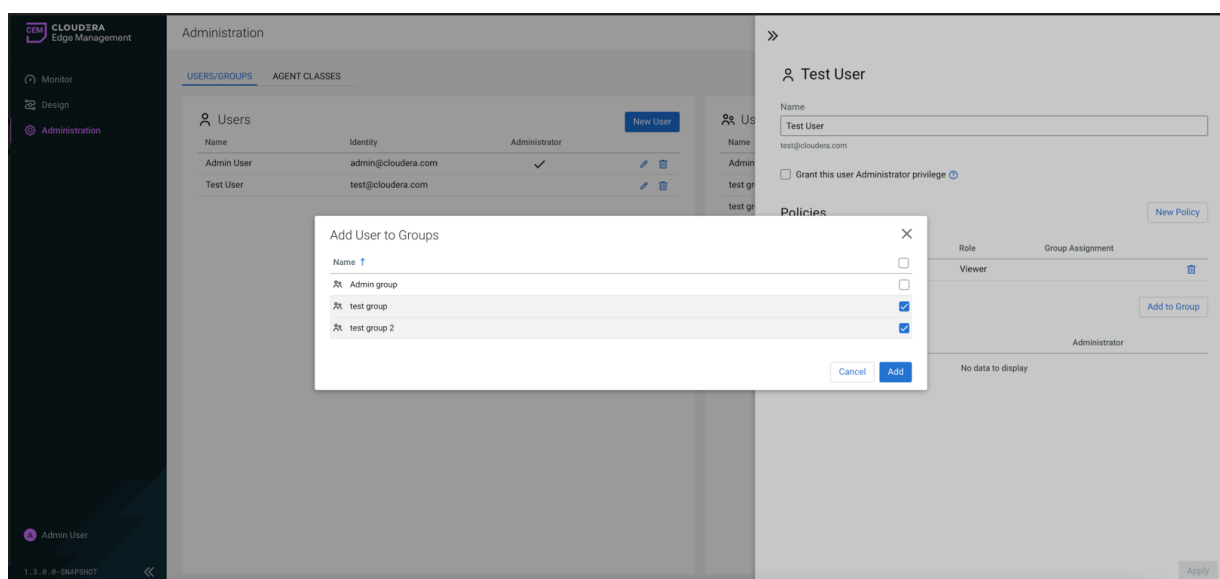 CEM CLOUDERA
Edge Management
Monitor
Design
Administration
Admin User
1.3.0.0-SNAPSHOT
Administration
USERS/GROUPS AGENT CLASSES
Users
New User
Name Identity Administrator
Admin User admin@cloudera.com
Test User test@cloudera.com
Us
Name
Admin
test gr
test gr
Test User
Name
Test User
test@cloudera.com
Grant this user Administrator privilege
Policies
New Policy
Role Group Assignment
Viewer
Add to Group
Administrator
No data to display
Apply
Add User to Groups
Name
Admin group
test group
test group 2
Cancel Add